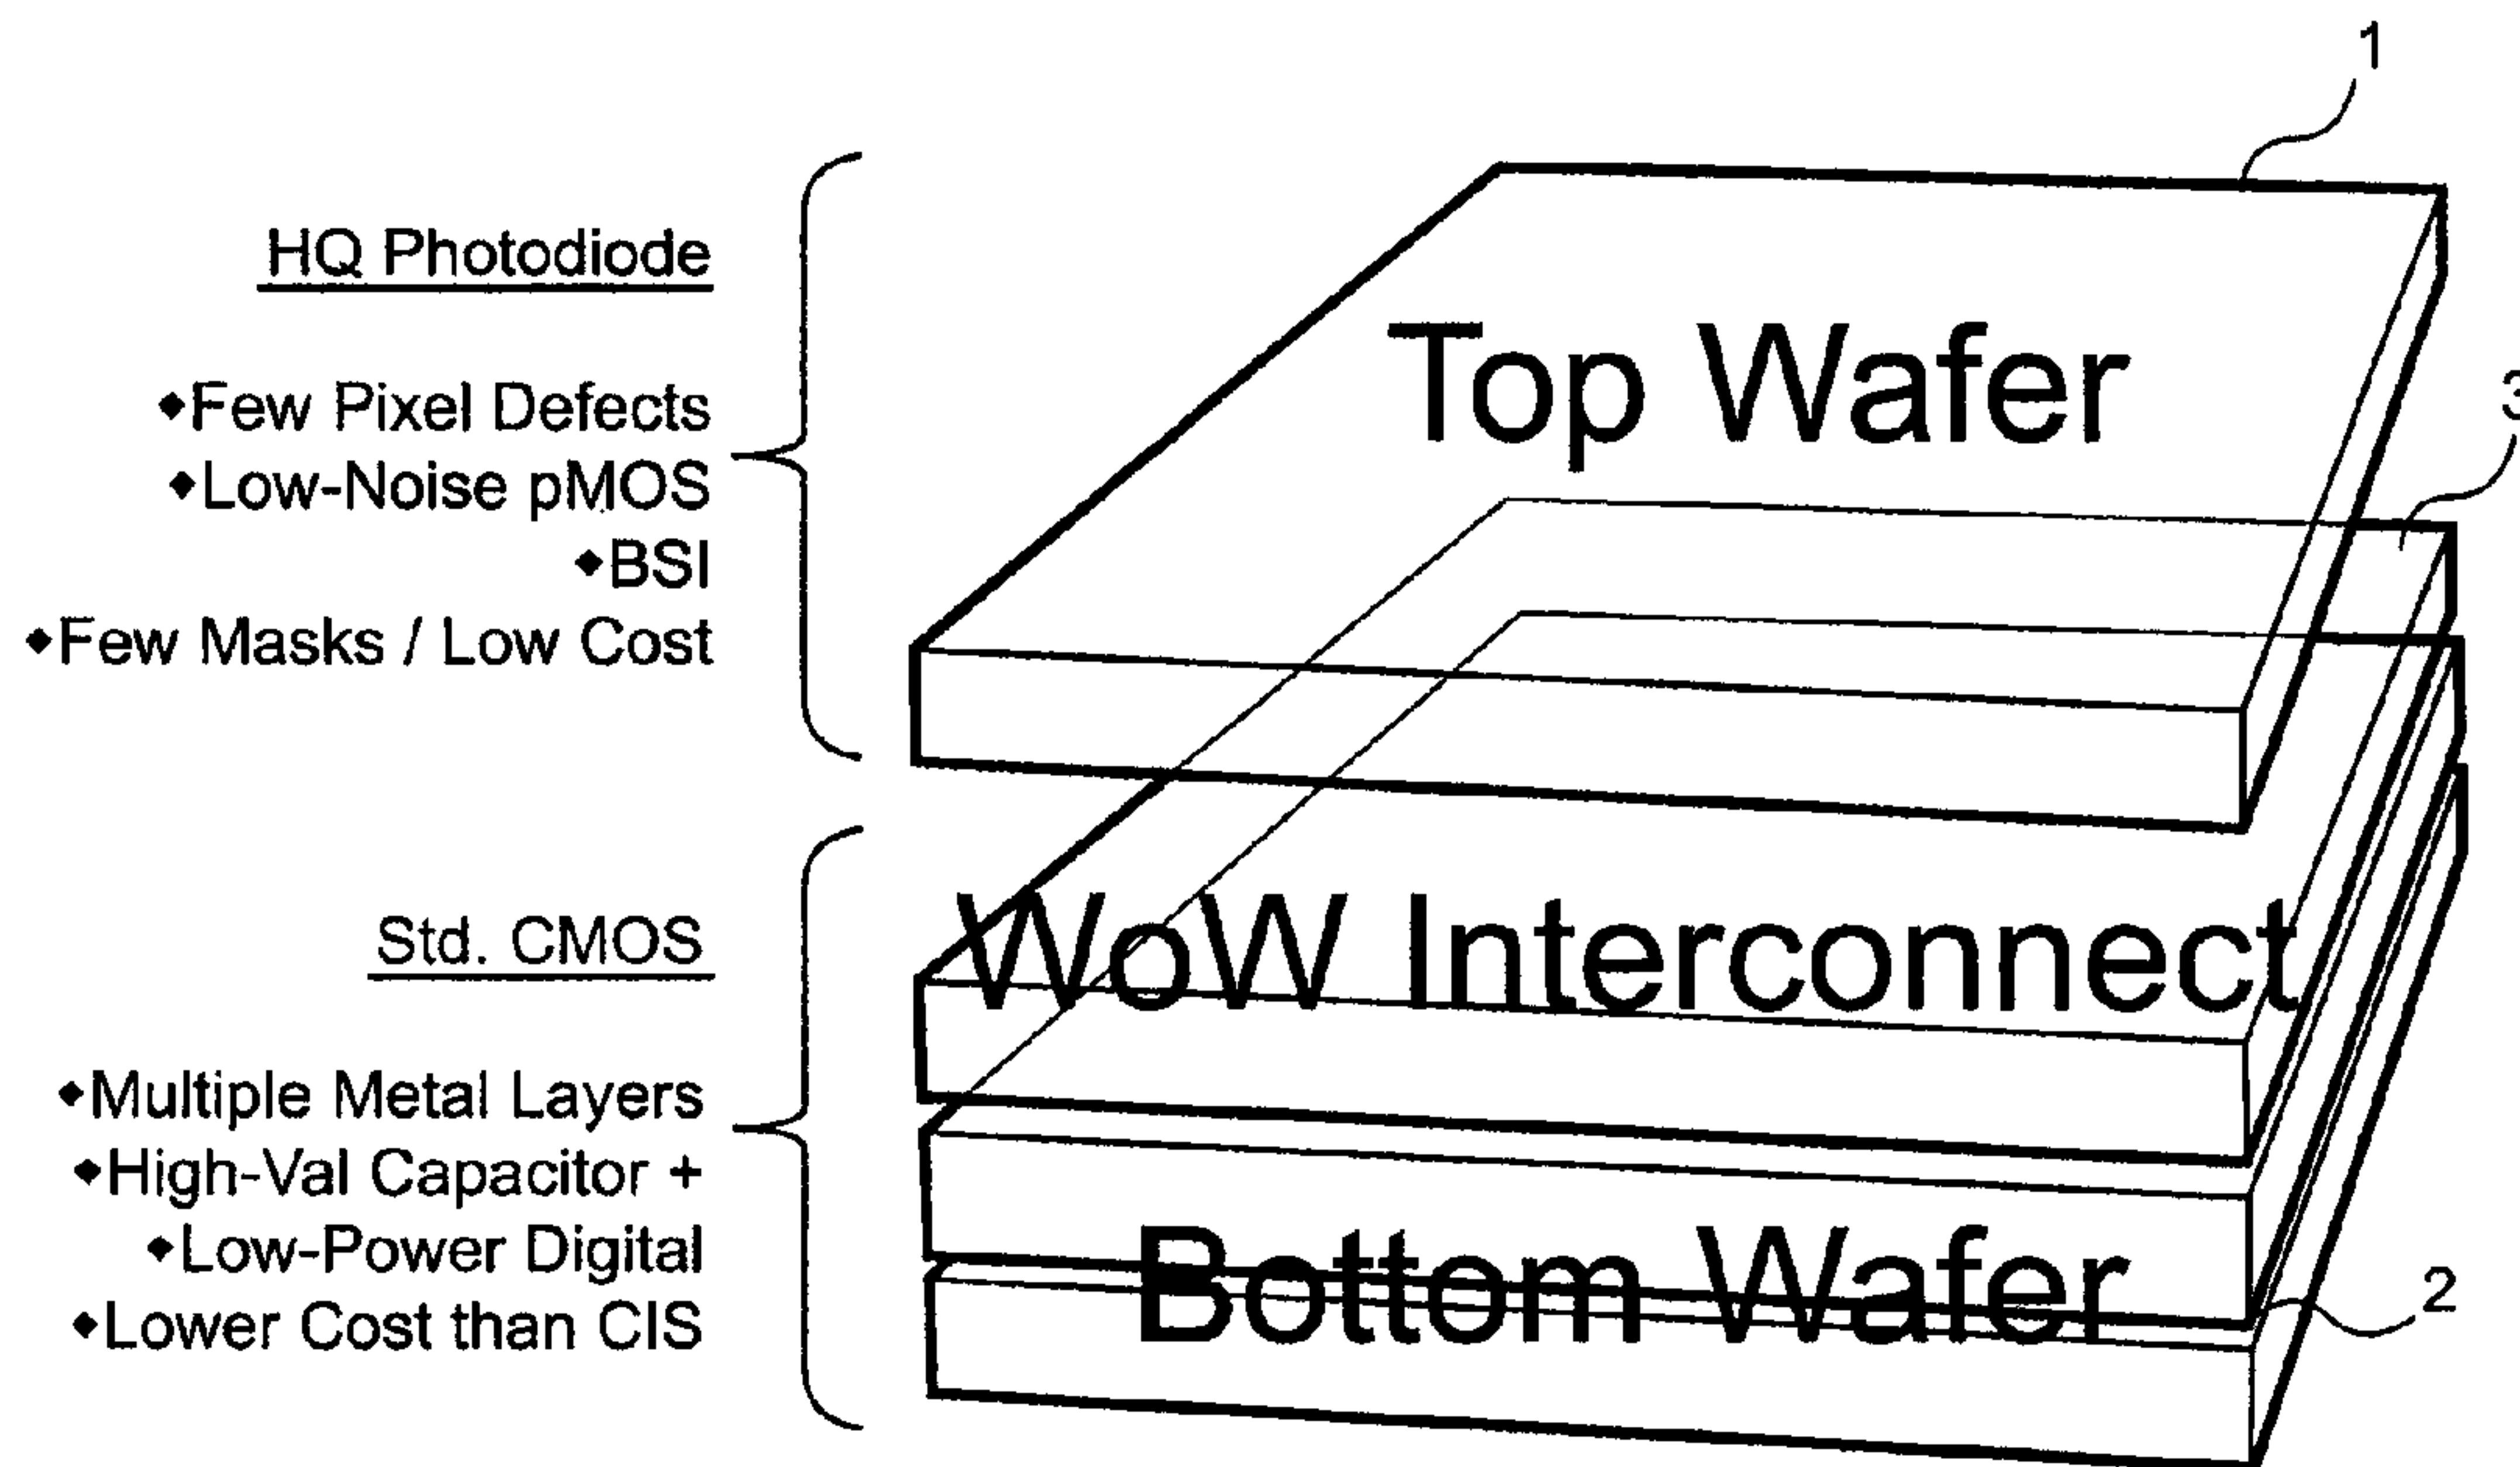 1
HQ Photodiode
◆Few Pixel Defects
◆Low-Noise pMOS
◆BSI
◆Few Masks / Low Cost
Top Wafer
3
Std. CMOS
◆Multiple Metal Layers
◆High-Val Capacitor +
◆Low-Power Digital
◆Lower Cost than CIS
WoW Interconnect
Bottom Wafer
2